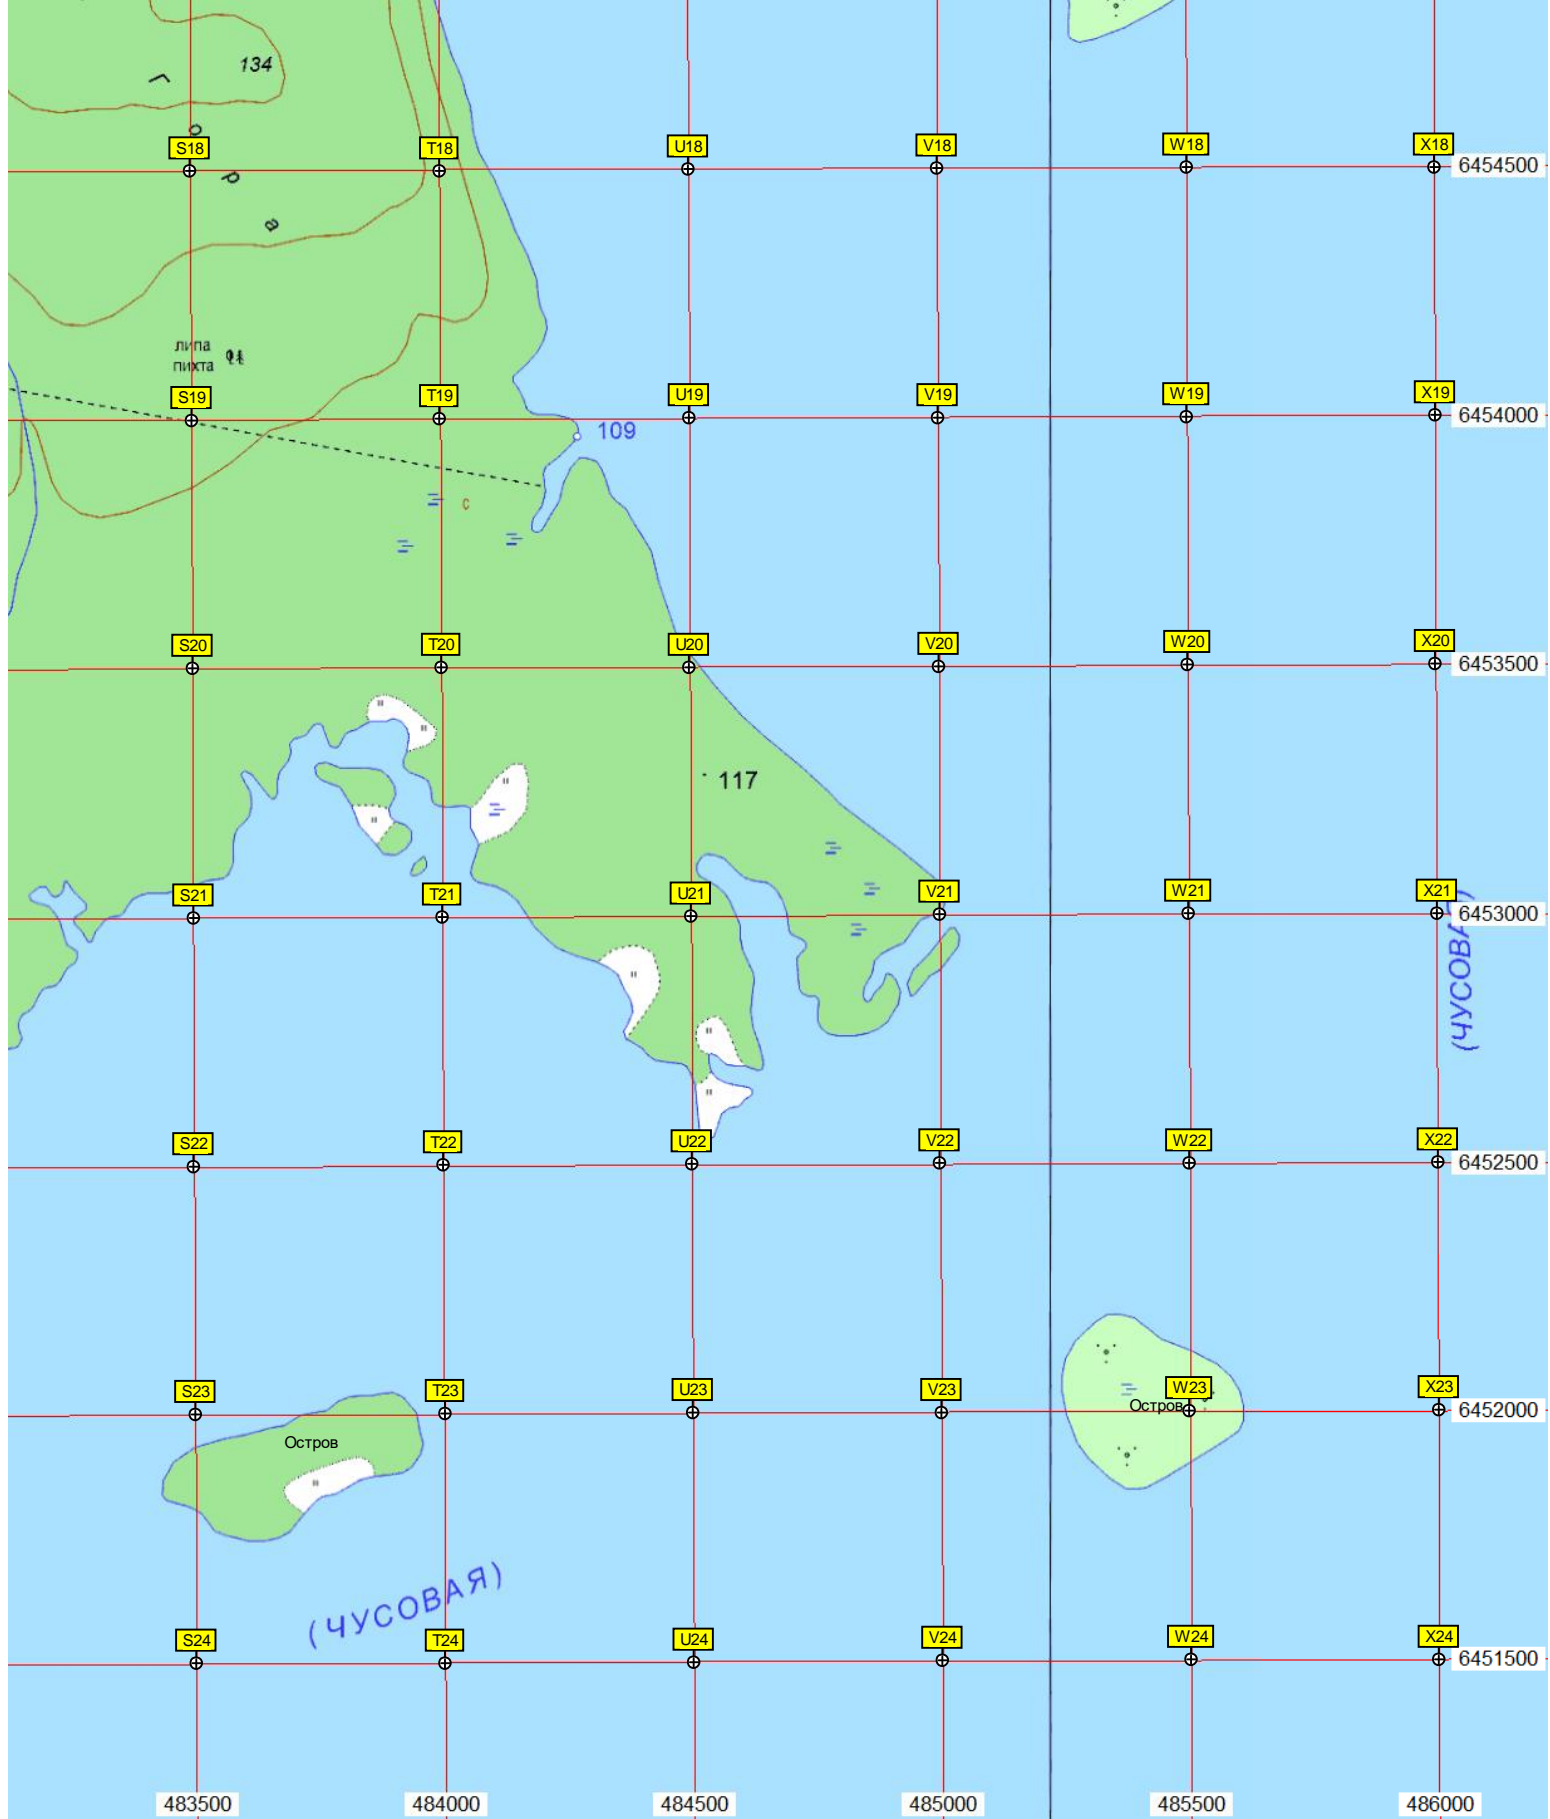 134
Гора
S18 T18 U18 V18 W18 X18 6454500
липа
пихта
S19 T19 U19 V19 W19 X19 6454000
109
с
S20 T20 U20 V20 W20 X20 6453500
117
S21 T21 U21 V21 W21 X21 6453000
(ЧУСОВАЯ)
S22 T22 U22 V22 W22 X22 6452500
S23 T23 U23 V23 W23 X23 6452000
Остров
Остров
(ЧУСОВАЯ)
S24 T24 U24 V24 W24 X24 6451500
483500 484000 484500 485000 485500 486000